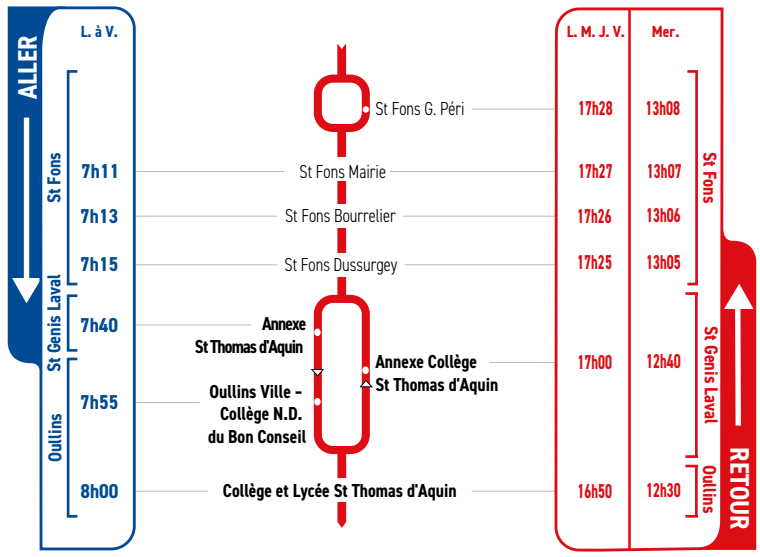 ALLER
L. à V.
L. M. J. V. Mer.
RETOUR
St Fons G. Péri 17h28 13h08
St Fons
7h11 St Fons Mairie 17h27 13h07
St Fons
7h13 St Fons Bourrelier 17h26 13h06
7h15 St Fons Dussurgey 17h25 13h05
St Genis Laval
7h40 Annexe
St Thomas d'Aquin
Annexe Collège 17h00 12h40
St Thomas d'Aquin
St Genis Laval
Oullins
7h55 Oullins Ville –
Collège N.D.
du Bon Conseil
8h00 Collège et Lycée St Thomas d'Aquin 16h50 12h30
Oullins